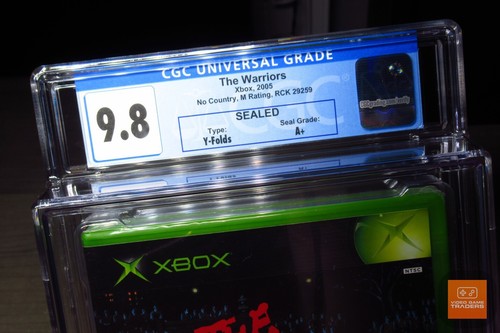 CGC UNIVERSAL GRADE
The Warriors
Xbox, 2005
No Country, M Rating, RCK 29259
9.8
SEALED
Type:
Y-Folds
Seal Grade:
A+
XBOX
NTSC
THE
VIDEO GAME
TRADERS